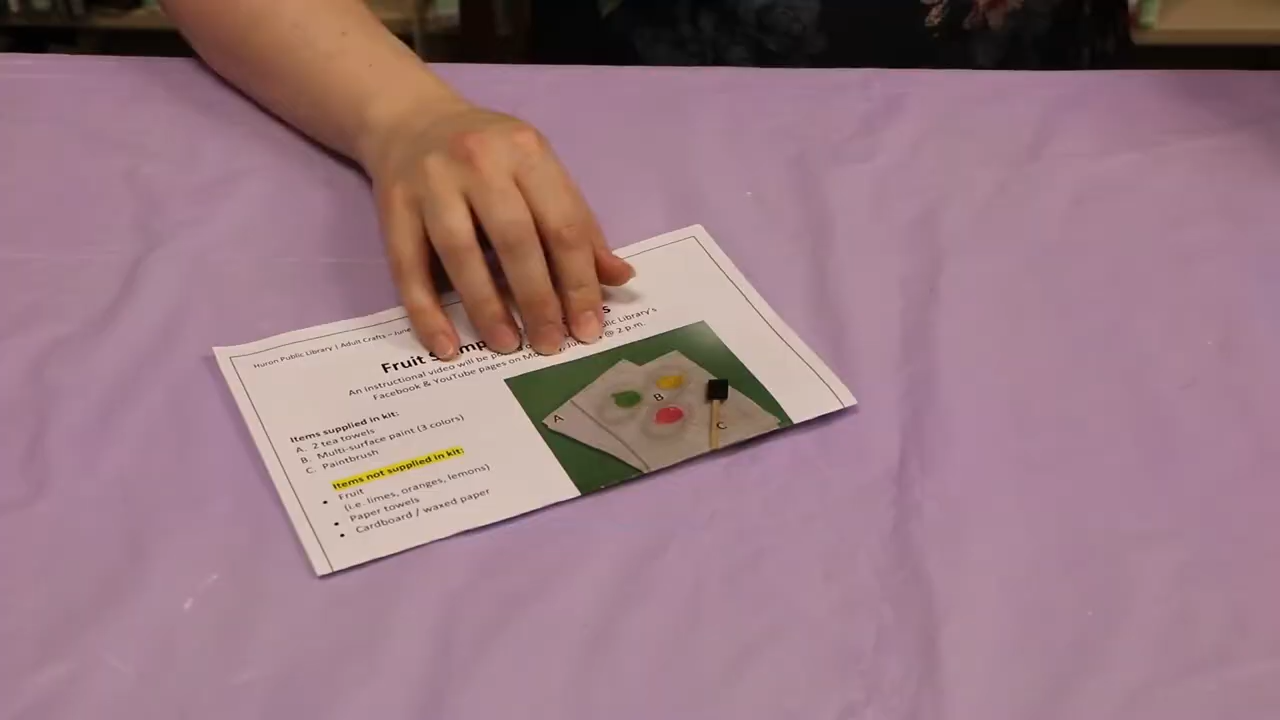 Huron Public Library | Adult Crafts – June
Fruit
An instructional video will be
Public Library's
Facebook & YouTube pages on @ 2 p.m.
Items supplied in kit:
A. 2 tea towels
B. Multi-surface paint (3 colors)
C. Paintbrush
Items not supplied in kit:
• Fruit
(i.e. limes, oranges, lemons)
• Paper towels
• Cardboard / waxed paper
A
B
C